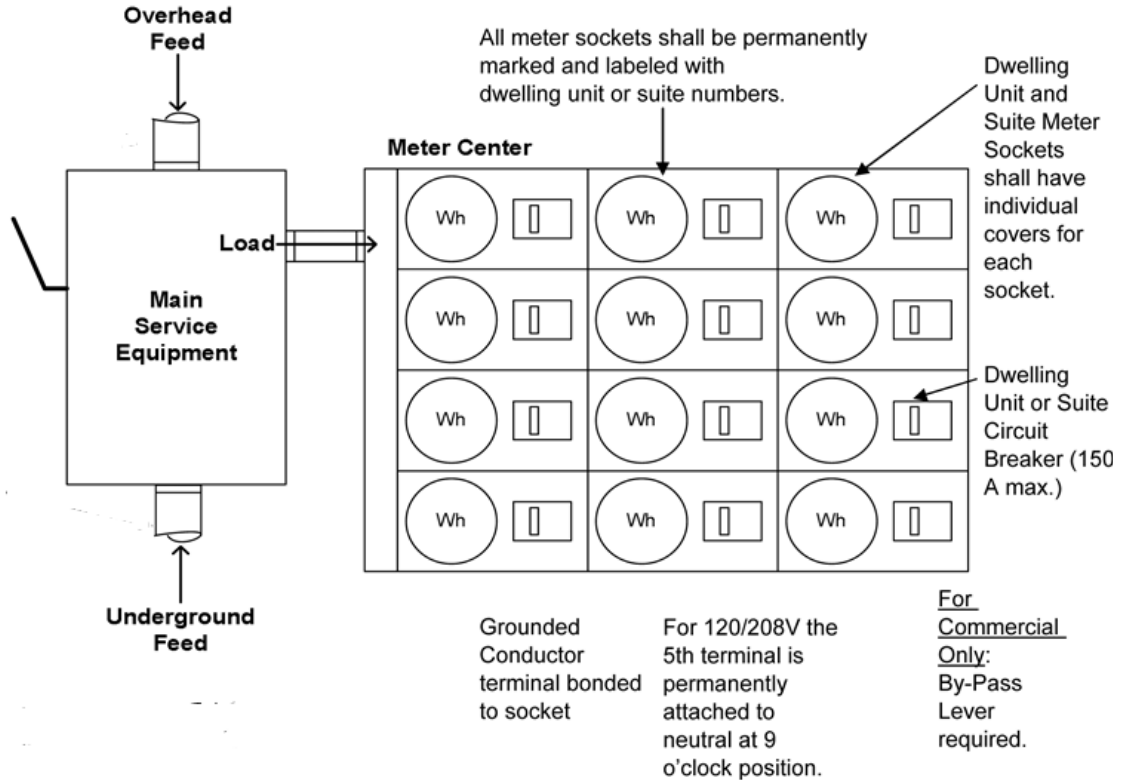 Overhead
Feed
All meter sockets shall be permanently
marked and labeled with
dwelling unit or suite numbers.
Dwelling
Unit and
Suite Meter
Sockets
shall have
individual
covers for
each
socket.
Meter Center
Load
Main
Service
Equipment
Wh
Wh
Wh
Wh
Wh
Wh
Wh
Wh
Wh
Wh
Wh
Wh
Dwelling
Unit or Suite
Circuit
Breaker (150
A max.)
Underground
Feed
Grounded
Conductor
terminal bonded
to socket
For 120/208V the
5th terminal is
permanently
attached to
neutral at 9
o'clock position.
For
Commercial
Only:
By-Pass
Lever
required.